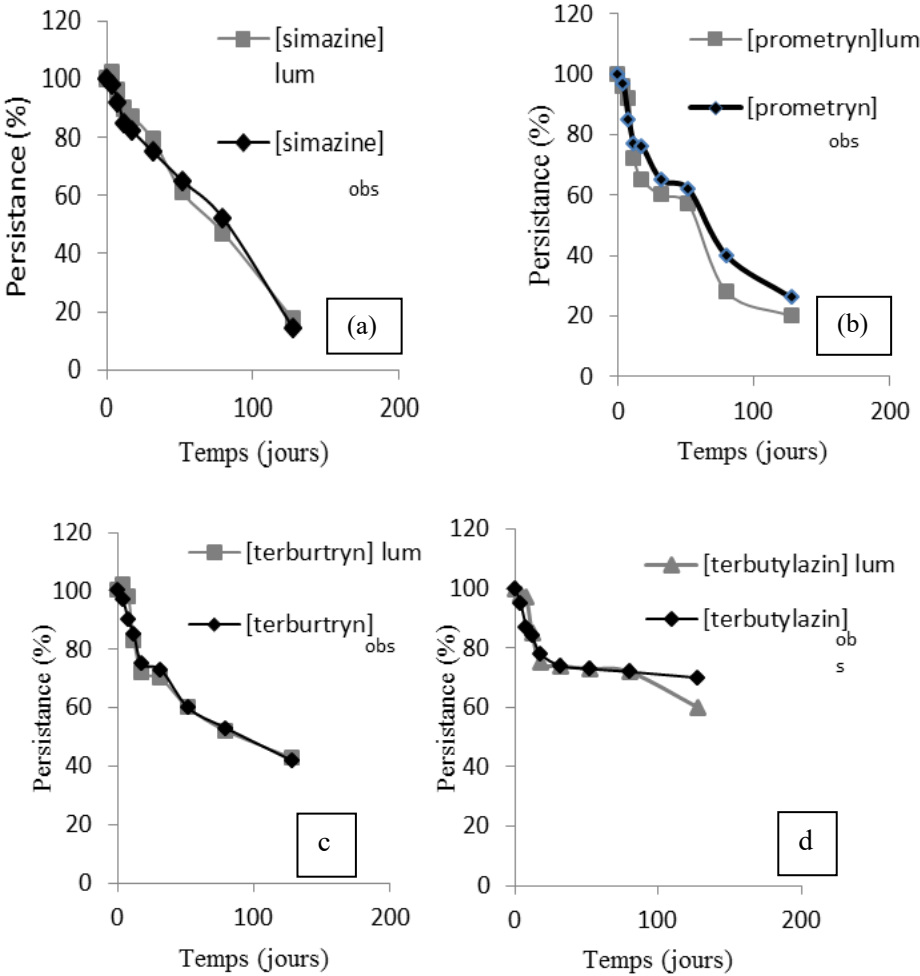 120
100
80
60
40
20
0
Persistance (%)
[simazine]
lum
[simazine]
obs
(a)
0
100
200
Temps (jours)
120
100
80
60
40
20
0
Persistance (%)
[prometryn]lum
[prometryn]
obs
(b)
0
100
200
Temps (jours)
120
100
80
60
40
20
0
Persistance (%)
[terburtryn] lum
[terburtryn]
obs
c
0
100
200
Temps (jours)
120
100
80
60
40
20
0
Persistance (%)
[terbutylazin] lum
[terbutylazin]
ob
s
d
0
100
200
Temps (jours)